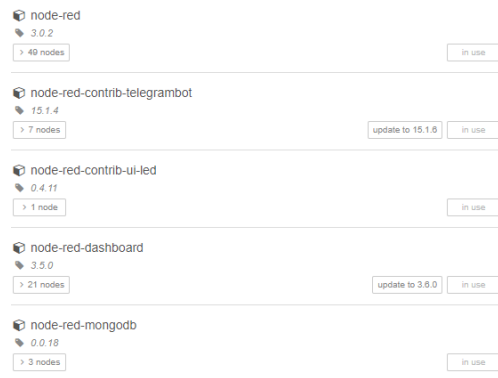 node-red
3.0.2
> 49 nodes
in use
node-red-contrib-telegrambot
15.1.4
> 7 nodes
update to 15.1.6
in use
node-red-contrib-ui-led
0.4.11
> 1 node
in use
node-red-dashboard
3.5.0
> 21 nodes
update to 3.6.0
in use
node-red-mongodb
0.0.18
> 3 nodes
in use